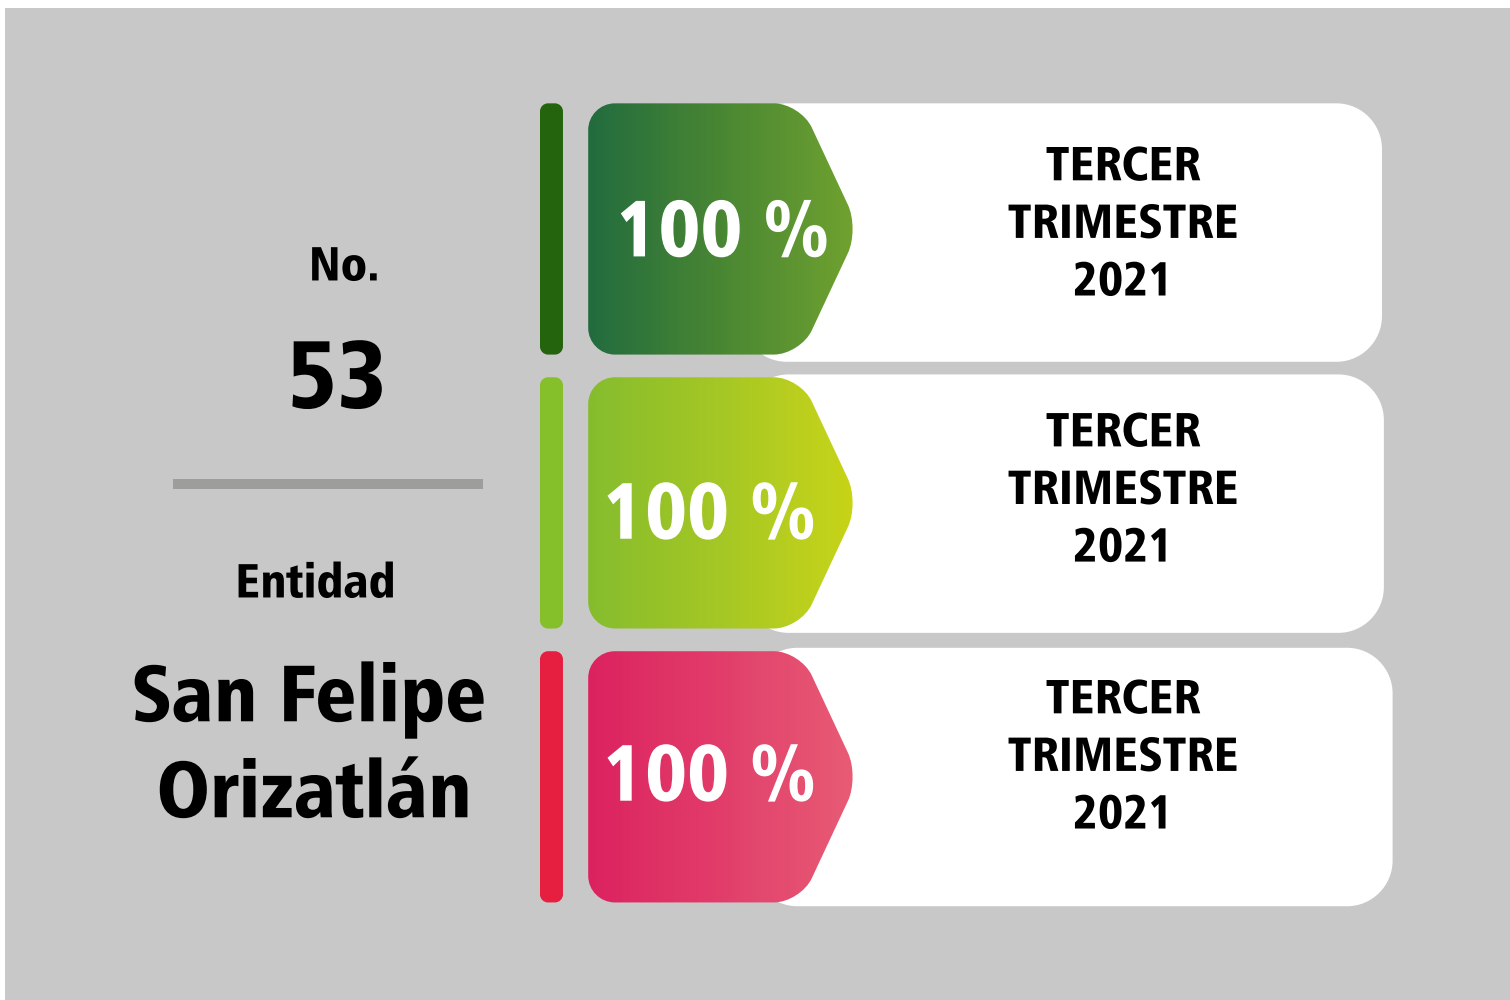 No.
53
Entidad
San Felipe
Orizatlán
100 %
TERCER
TRIMESTRE
2021
100 %
TERCER
TRIMESTRE
2021
100 %
TERCER
TRIMESTRE
2021